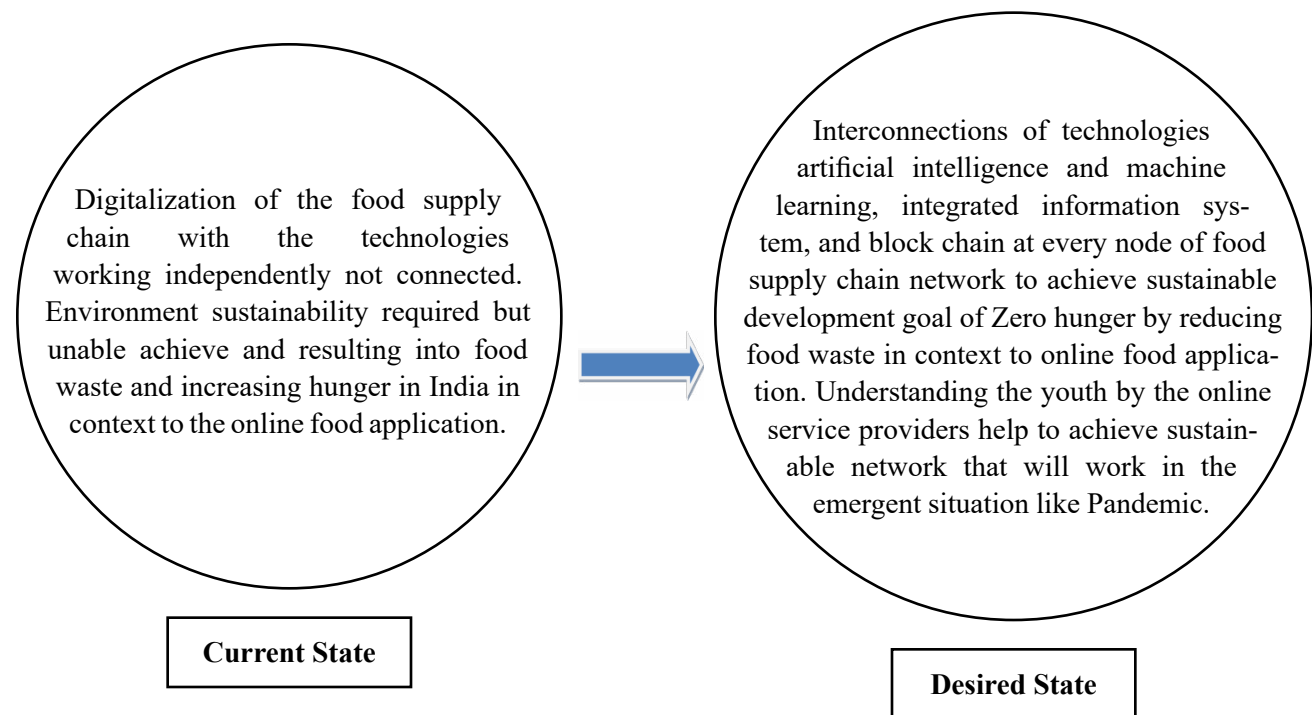 Digitalization of the food supply
chain with the technologies
working independently not connected.
Environment sustainability required but
unable achieve and resulting into food
waste and increasing hunger in India in
context to the online food application.
Current State
Interconnections of technologies
artificial intelligence and machine
learning, integrated information sys-
tem, and block chain at every node of food
supply chain network to achieve sustainable
development goal of Zero hunger by reducing
food waste in context to online food applica-
tion. Understanding the youth by the online
service providers help to achieve sustain-
able network that will work in the
emergent situation like Pandemic.
Desired State